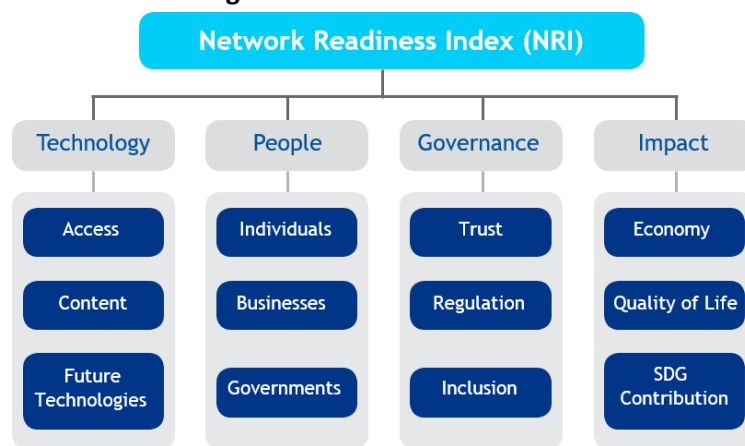 Network Readiness Index (NRI)
Technology
People
Governance
Impact
Access
Individuals
Trust
Economy
Content
Businesses
Regulation
Quality of Life
Future
Technologies
Governments
Inclusion
SDG
Contribution